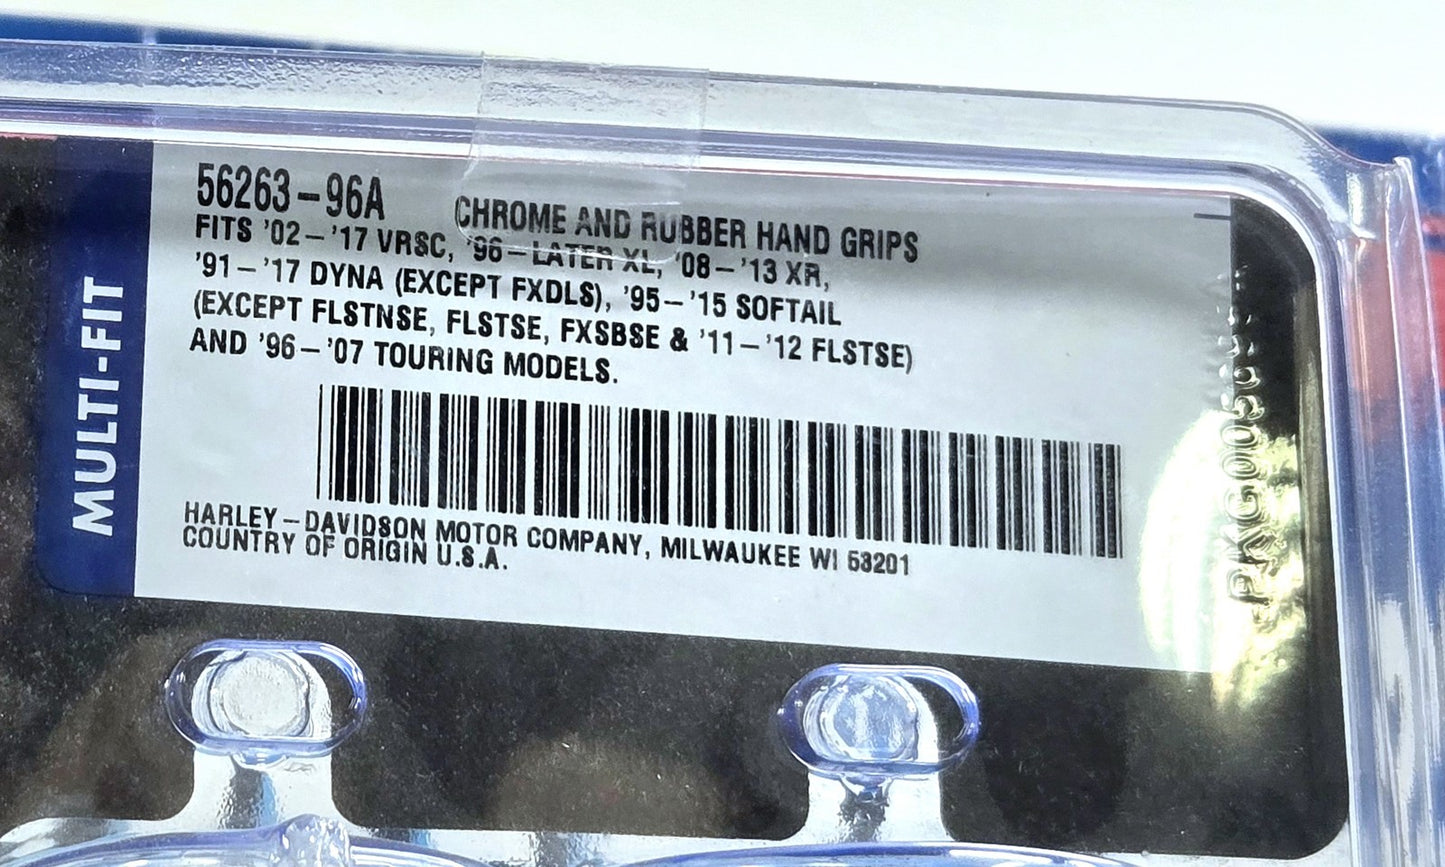 56263-96A CHROME AND RUBBER HAND GRIPS
FITS '02-'17 VRSC, '96-LATER XL, '08-'13 XR,
'91-'17 DYNA (EXCEPT FXDLS), '95-'15 SOFTAIL
(EXCEPT FLSTNSE, FLSTSE, FXSBSE & '11-'12 FLSTSE)
AND '96-'07 TOURING MODELS.
HARLEY-DAVIDSON MOTOR COMPANY, MILWAUKEE WI 53201
COUNTRY OF ORIGIN U.S.A.
MULTI-FIT